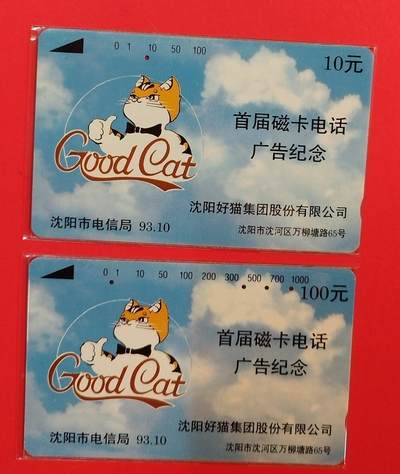 0 1 10 50 100
10元
首届磁卡电话
广告纪念
Good Cat
沈阳好猫集团股份有限公司
沈阳市电信局 93.10
沈阳市沈河区万柳塘路65号
0 1 10 50 100 300 500 700 1000
100元
首届磁卡电话
广告纪念
Good Cat
沈阳好猫集团股份有限公司
沈阳市电信局 93.10
沈阳市沈河区万柳塘路65号